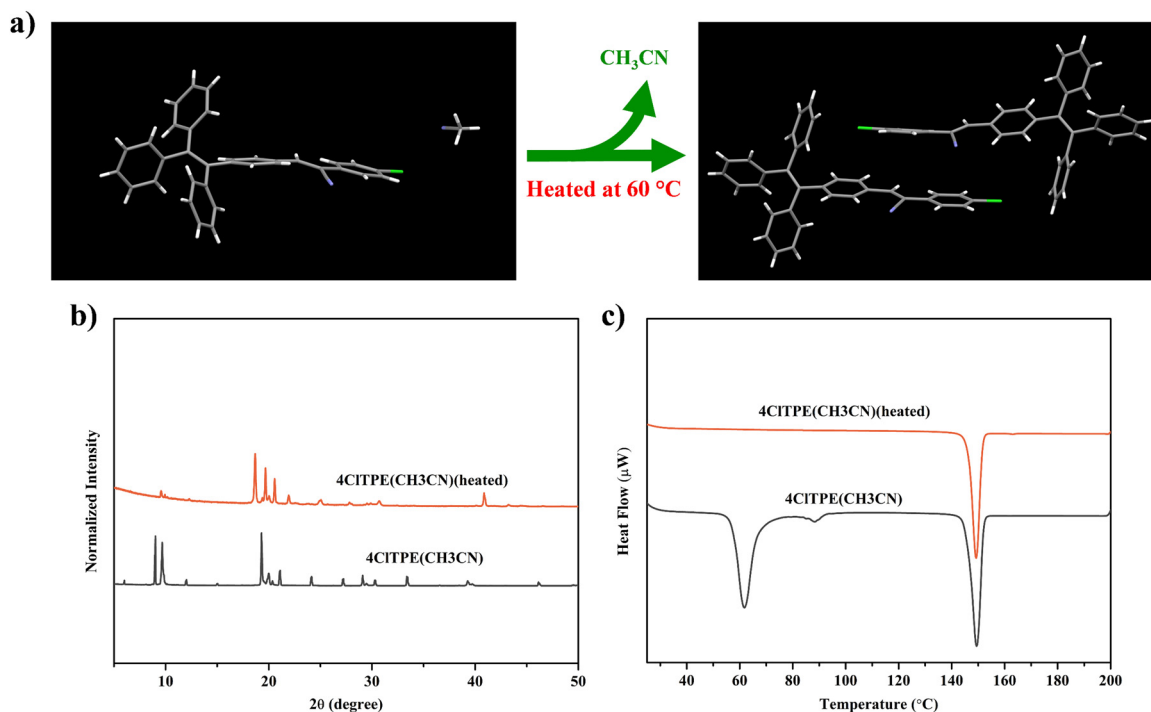 a)
CH₃CN
Heated at 60 °C
b)
Normalized Intensity
4ClTPE(CH3CN)(heated)
4ClTPE(CH3CN)
10
20
30
40
50
2θ (degree)
c)
Heat Flow (μW)
4ClTPE(CH3CN)(heated)
4ClTPE(CH3CN)
40
60
80
100
120
140
160
180
200
Temperature (°C)